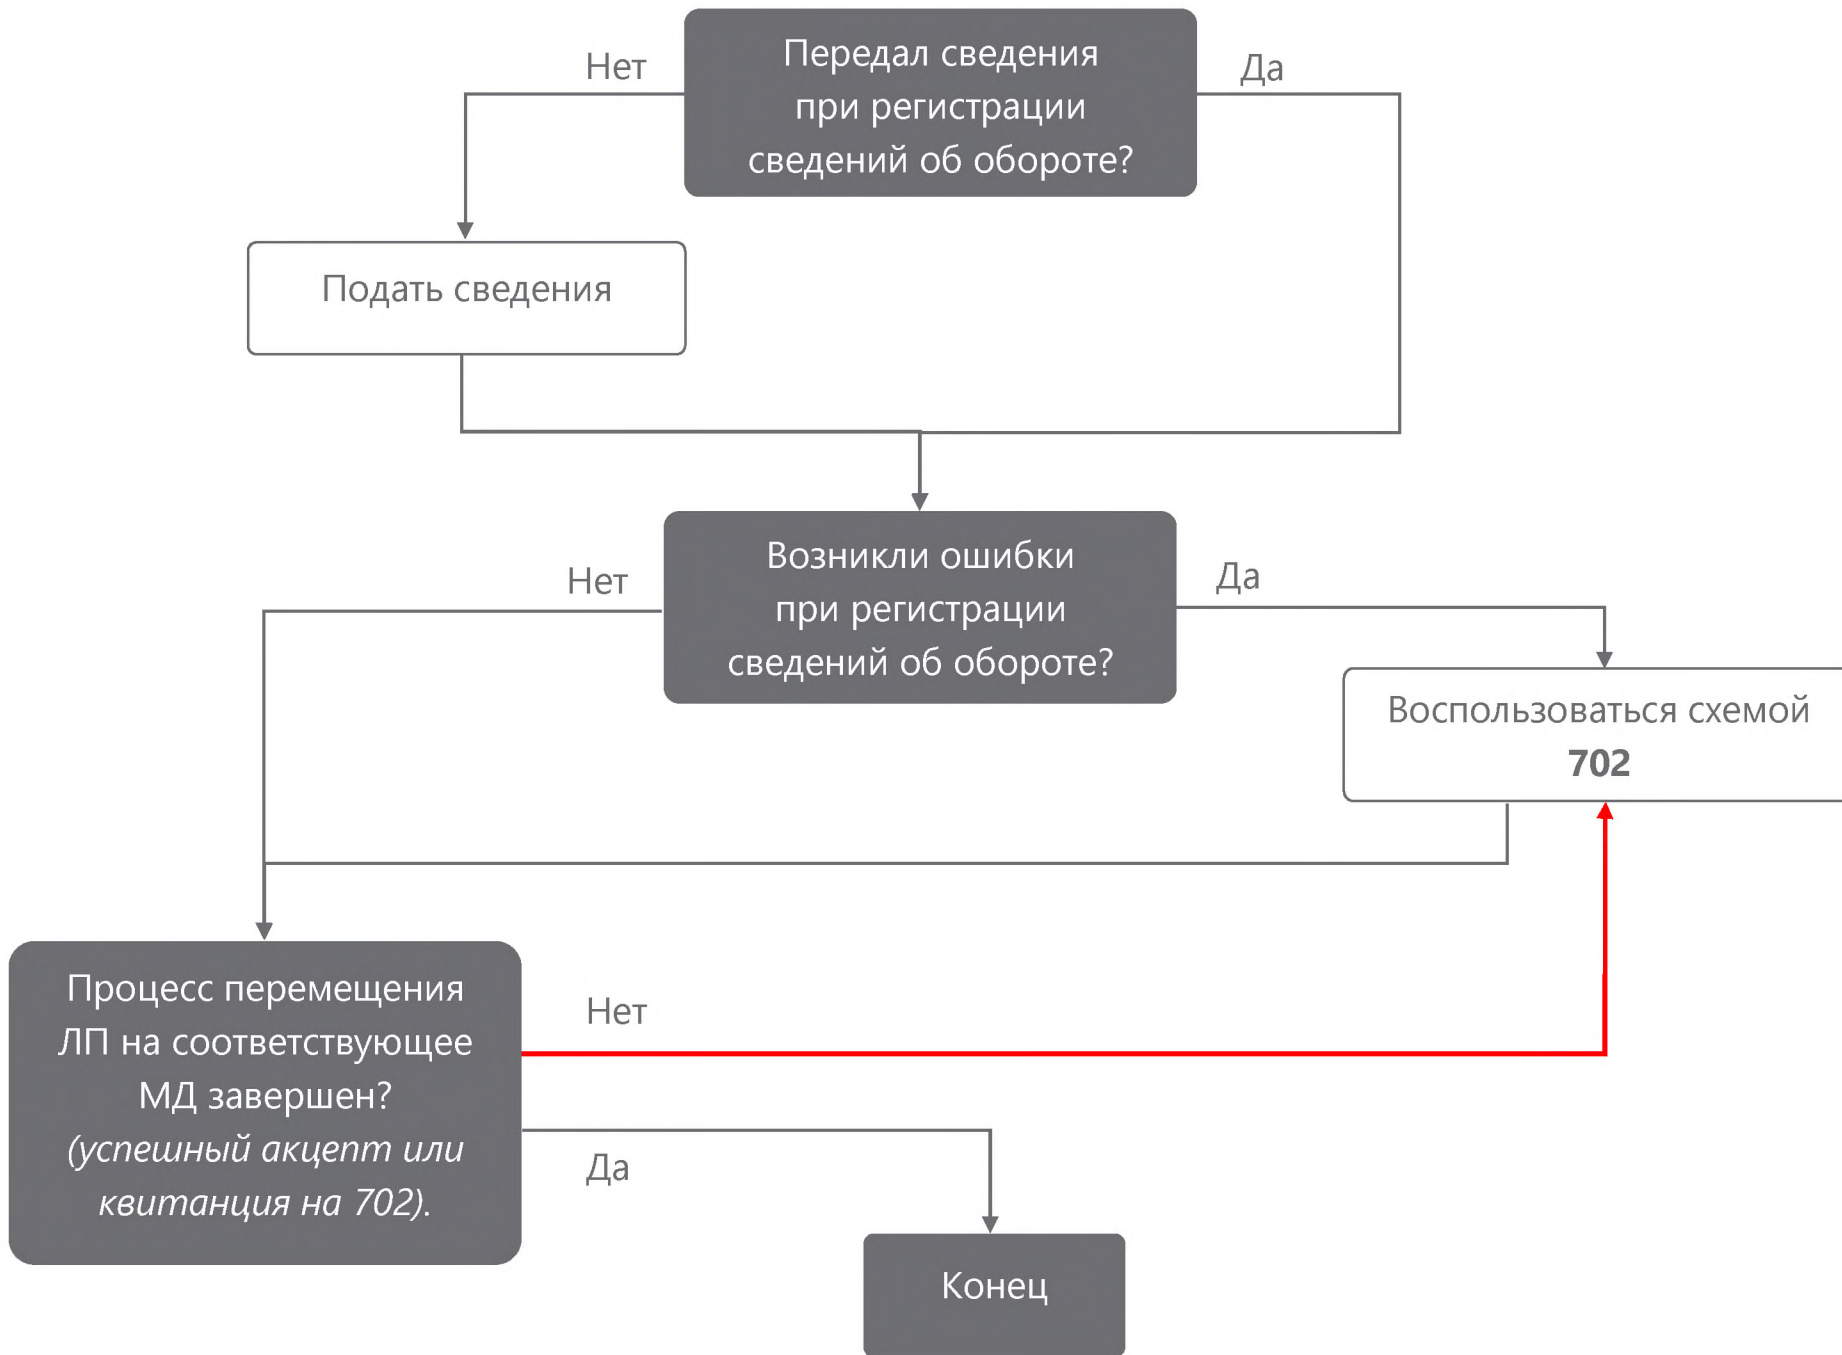 Передал сведения
при регистрации
сведений об обороте?
Нет
Да
Подать сведения
Возникли ошибки
при регистрации
сведений об обороте?
Нет
Да
Воспользоваться схемой
702
Процесс перемещения
ЛП на соответствующее
МД завершен?
(успешный акцепт или
квитанция на 702).
Нет
Да
Конец